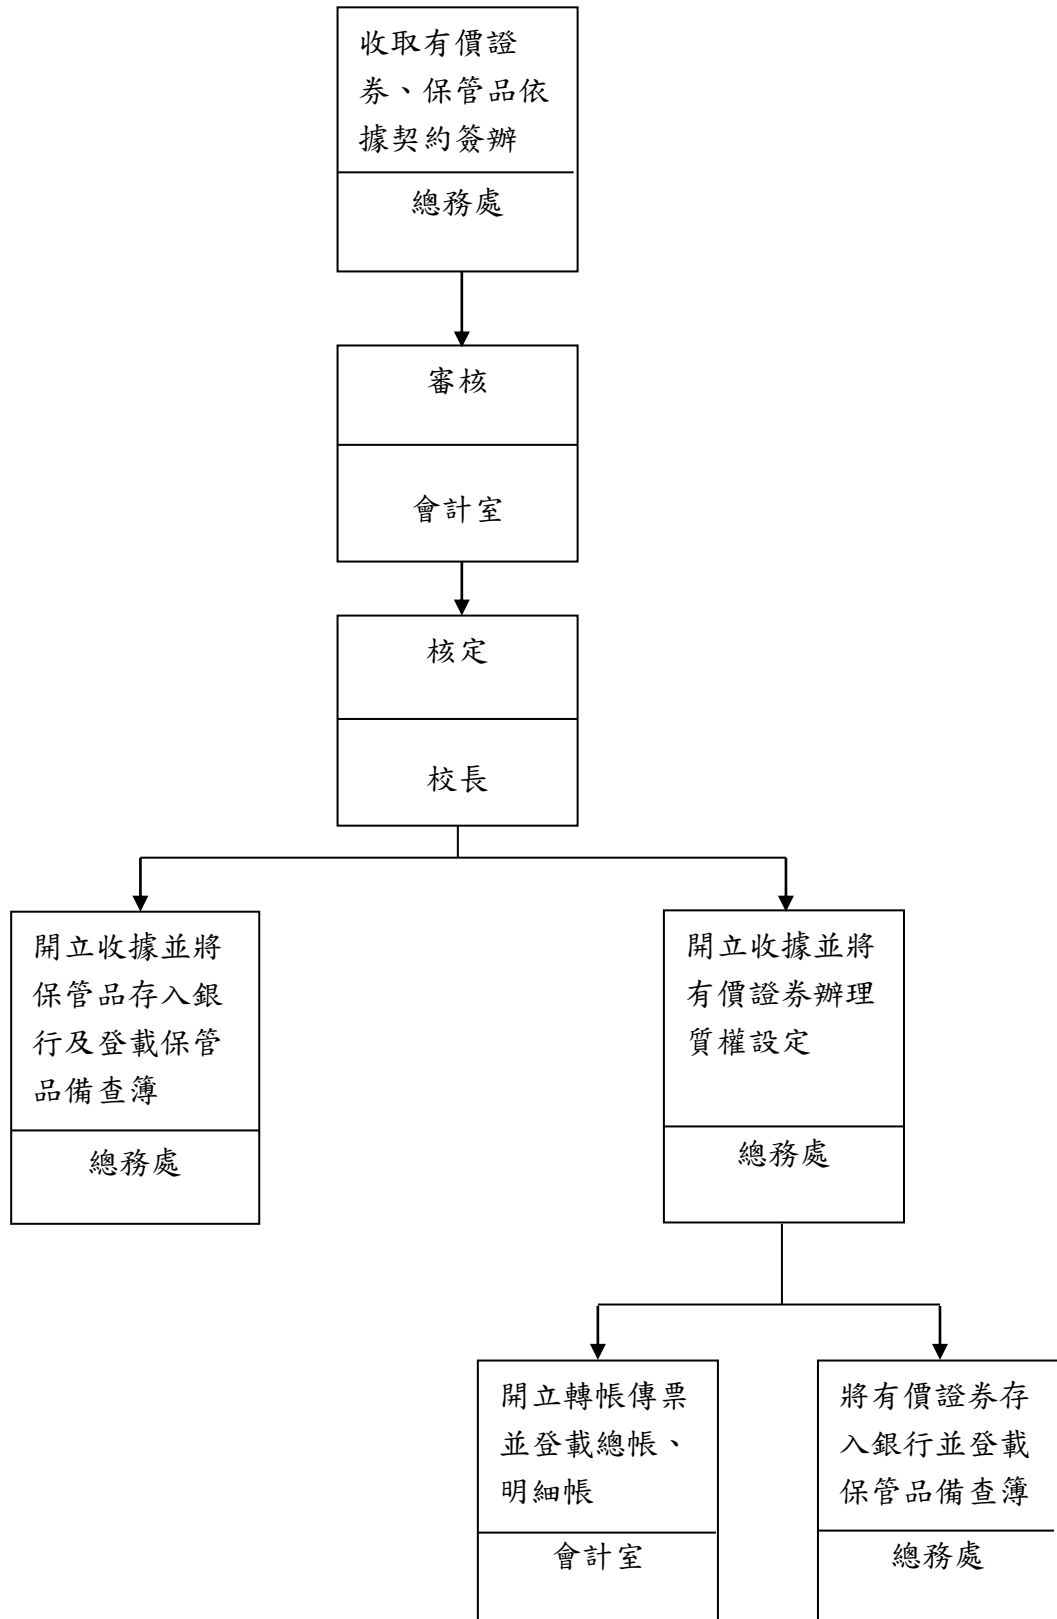 收取有價證
券、保管品依
據契約簽辦
總務處
審核
會計室
核定
校長
開立收據並將
保管品存入銀
行及登載保管
品備查簿
總務處
開立收據並將
有價證券辦理
質權設定
總務處
開立轉帳傳票
並登載總帳、
明細帳
會計室
將有價證券存
入銀行並登載
保管品備查簿
總務處